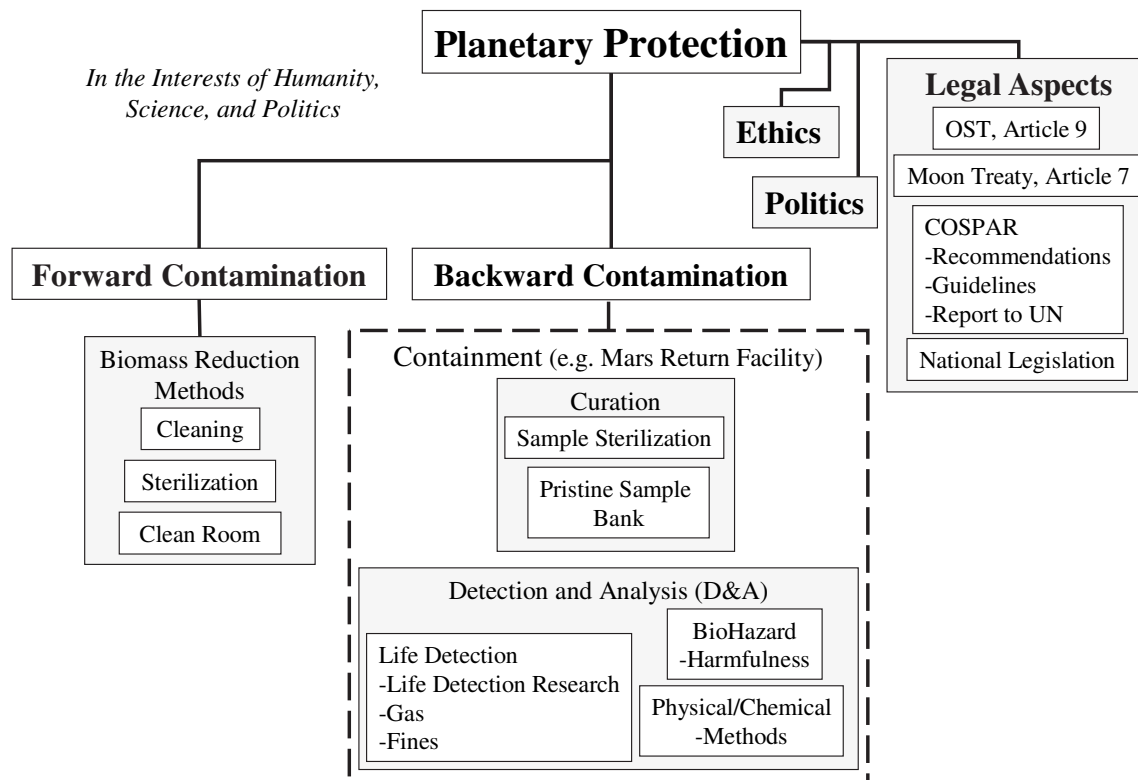 Planetary Protection
In the Interests of Humanity,
Science, and Politics
Ethics
Politics
Legal Aspects
OST, Article 9
Moon Treaty, Article 7
COSPAR
-Recommendations
-Guidelines
-Report to UN
National Legislation
Forward Contamination
Biomass Reduction
Methods
Cleaning
Sterilization
Clean Room
Backward Contamination
Containment (e.g. Mars Return Facility)
Curation
Sample Sterilization
Pristine Sample
Bank
Detection and Analysis (D&A)
Life Detection
-Life Detection Research
-Gas
-Fines
BioHazard
-Harmfulness
Physical/Chemical
-Methods